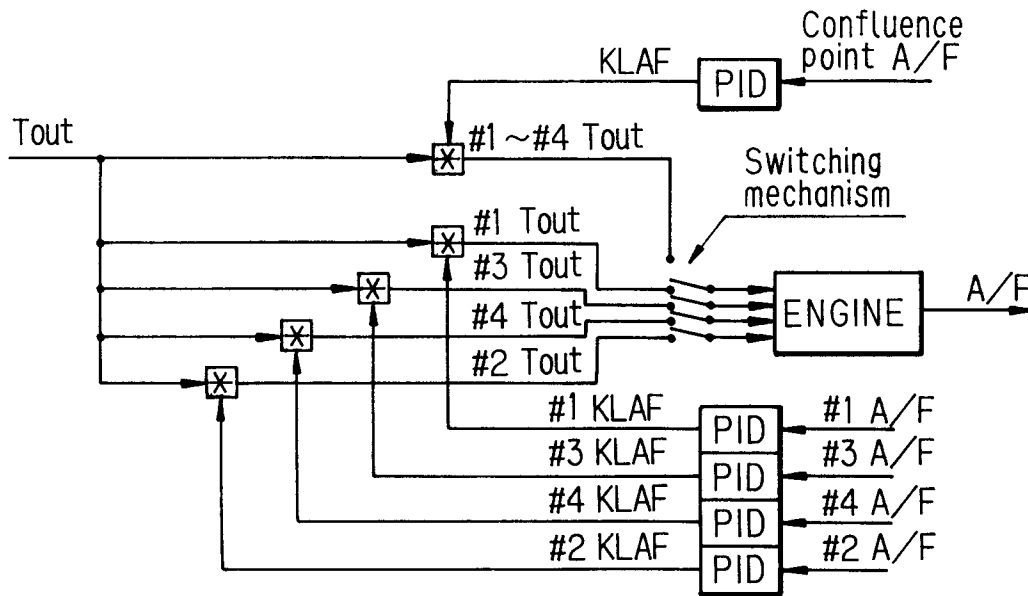 Confluence
point A/F
KLAF
PID
Tout
#1~#4 Tout
Switching
mechanism
#1 Tout
#3 Tout
#4 Tout
#2 Tout
ENGINE
A/F
#1 KLAF
PID
#1 A/F
#3 KLAF
PID
#3 A/F
#4 KLAF
PID
#4 A/F
#2 KLAF
PID
#2 A/F